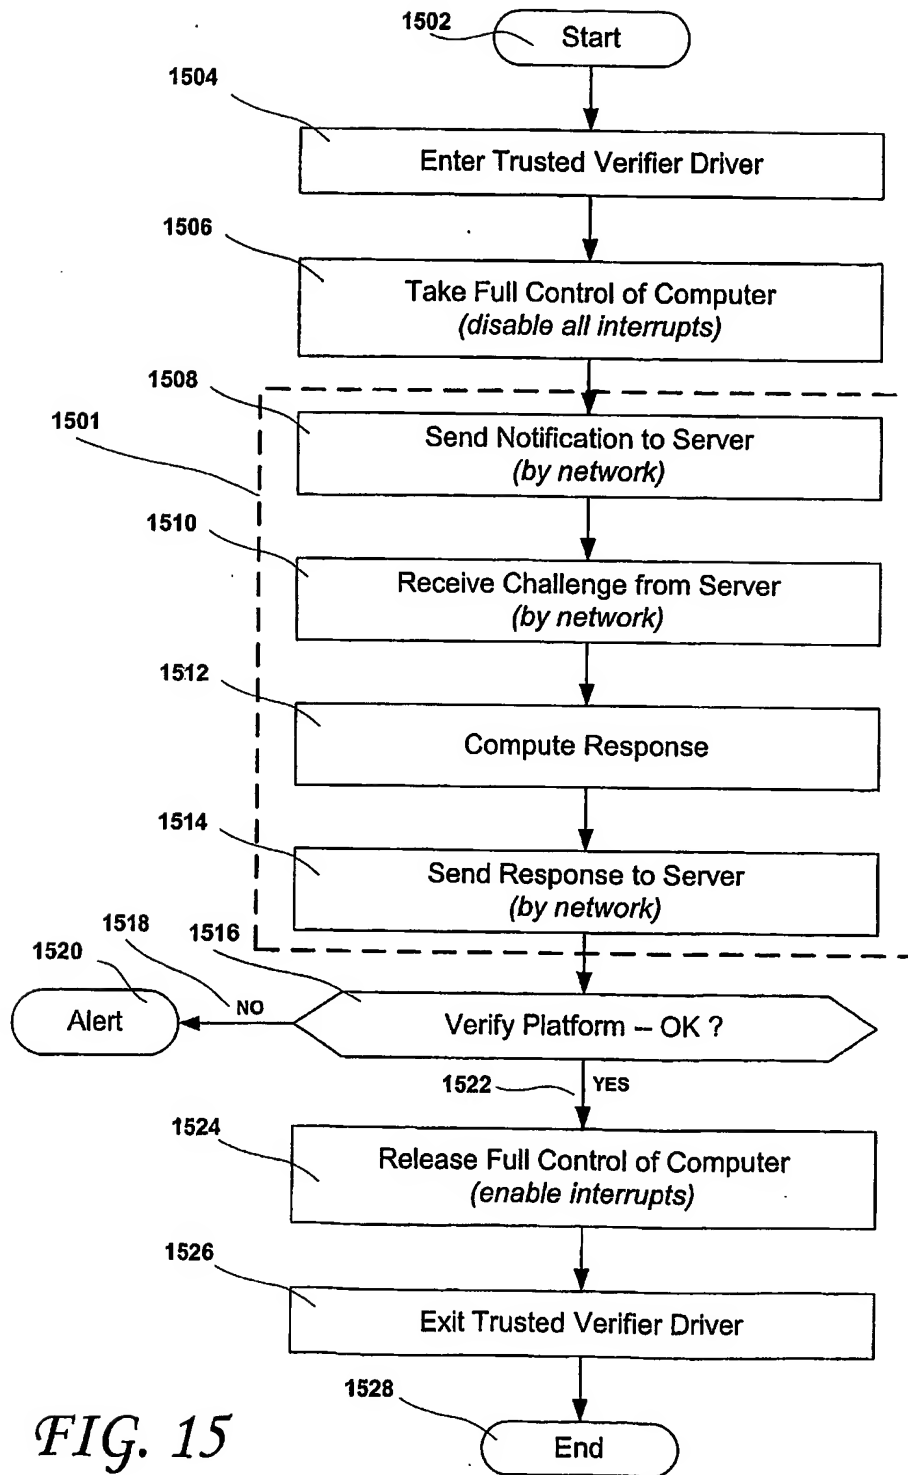 1502
Start
1504
Enter Trusted Verifier Driver
1506
Take Full Control of Computer
(disable all interrupts)
1508
1501
Send Notification to Server
(by network)
1510
Receive Challenge from Server
(by network)
1512
Compute Response
1514
Send Response to Server
(by network)
1518
1516
1520
NO
Alert
Verify Platform – OK ?
1522
YES
1524
Release Full Control of Computer
(enable interrupts)
1526
Exit Trusted Verifier Driver
1528
End
FIG. 15